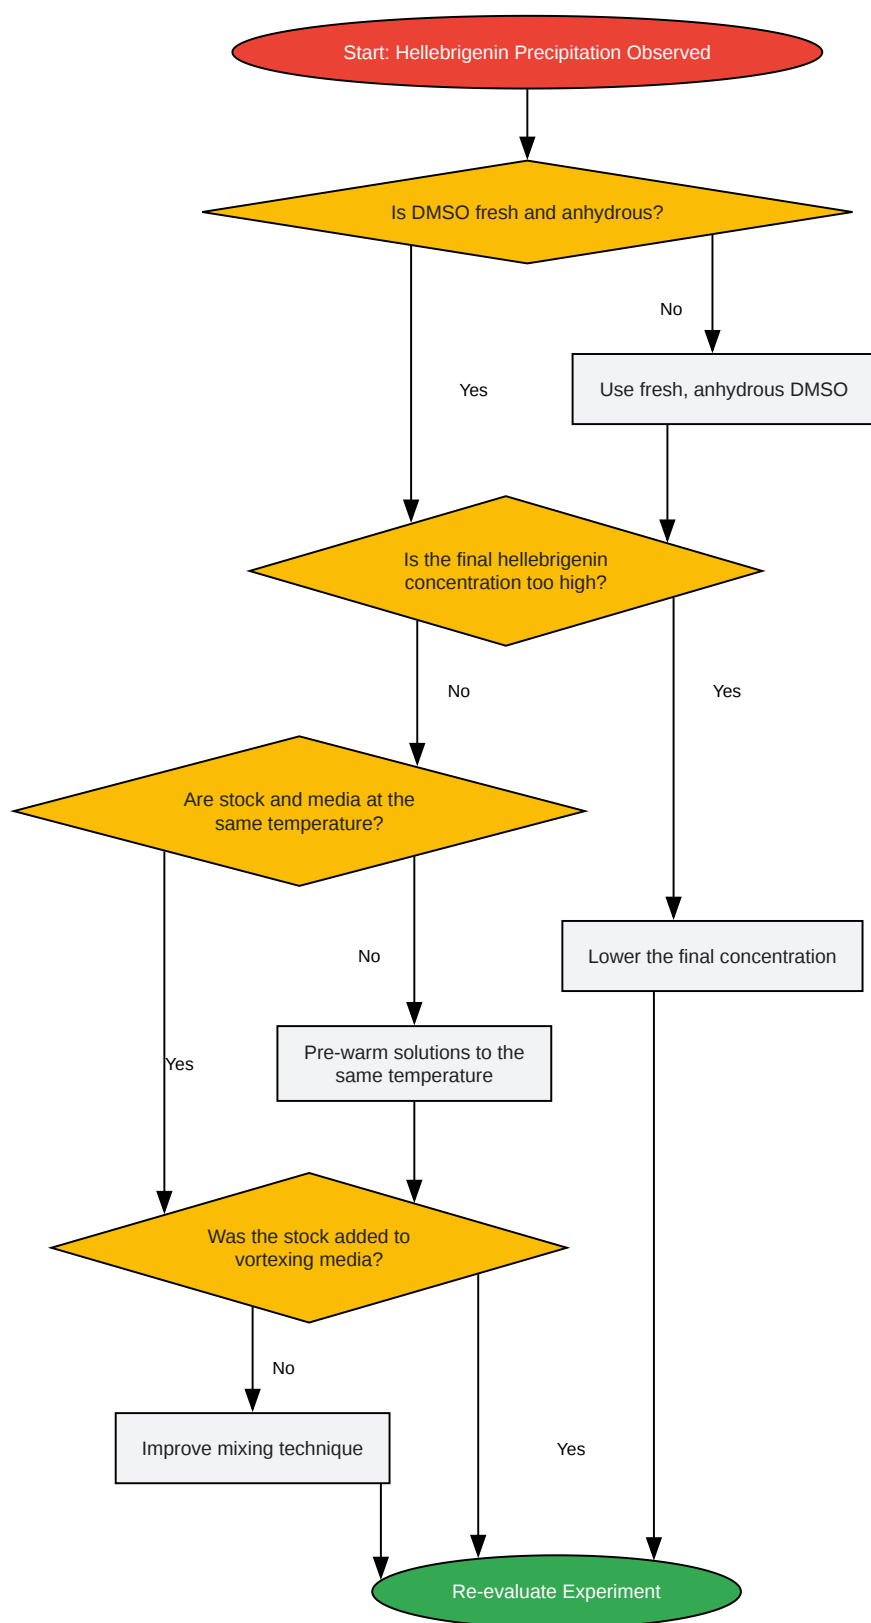 Start: Hellebrigenin Precipitation Observed
Is DMSO fresh and anhydrous?
No
Yes
Use fresh, anhydrous DMSO
Is the final hellebrigenin
concentration too high?
No
Yes
Are stock and media at the
same temperature?
No
Lower the final concentration
Yes
Pre-warm solutions to the
same temperature
Was the stock added to
vortexing media?
No
Improve mixing technique
Yes
Re-evaluate Experiment